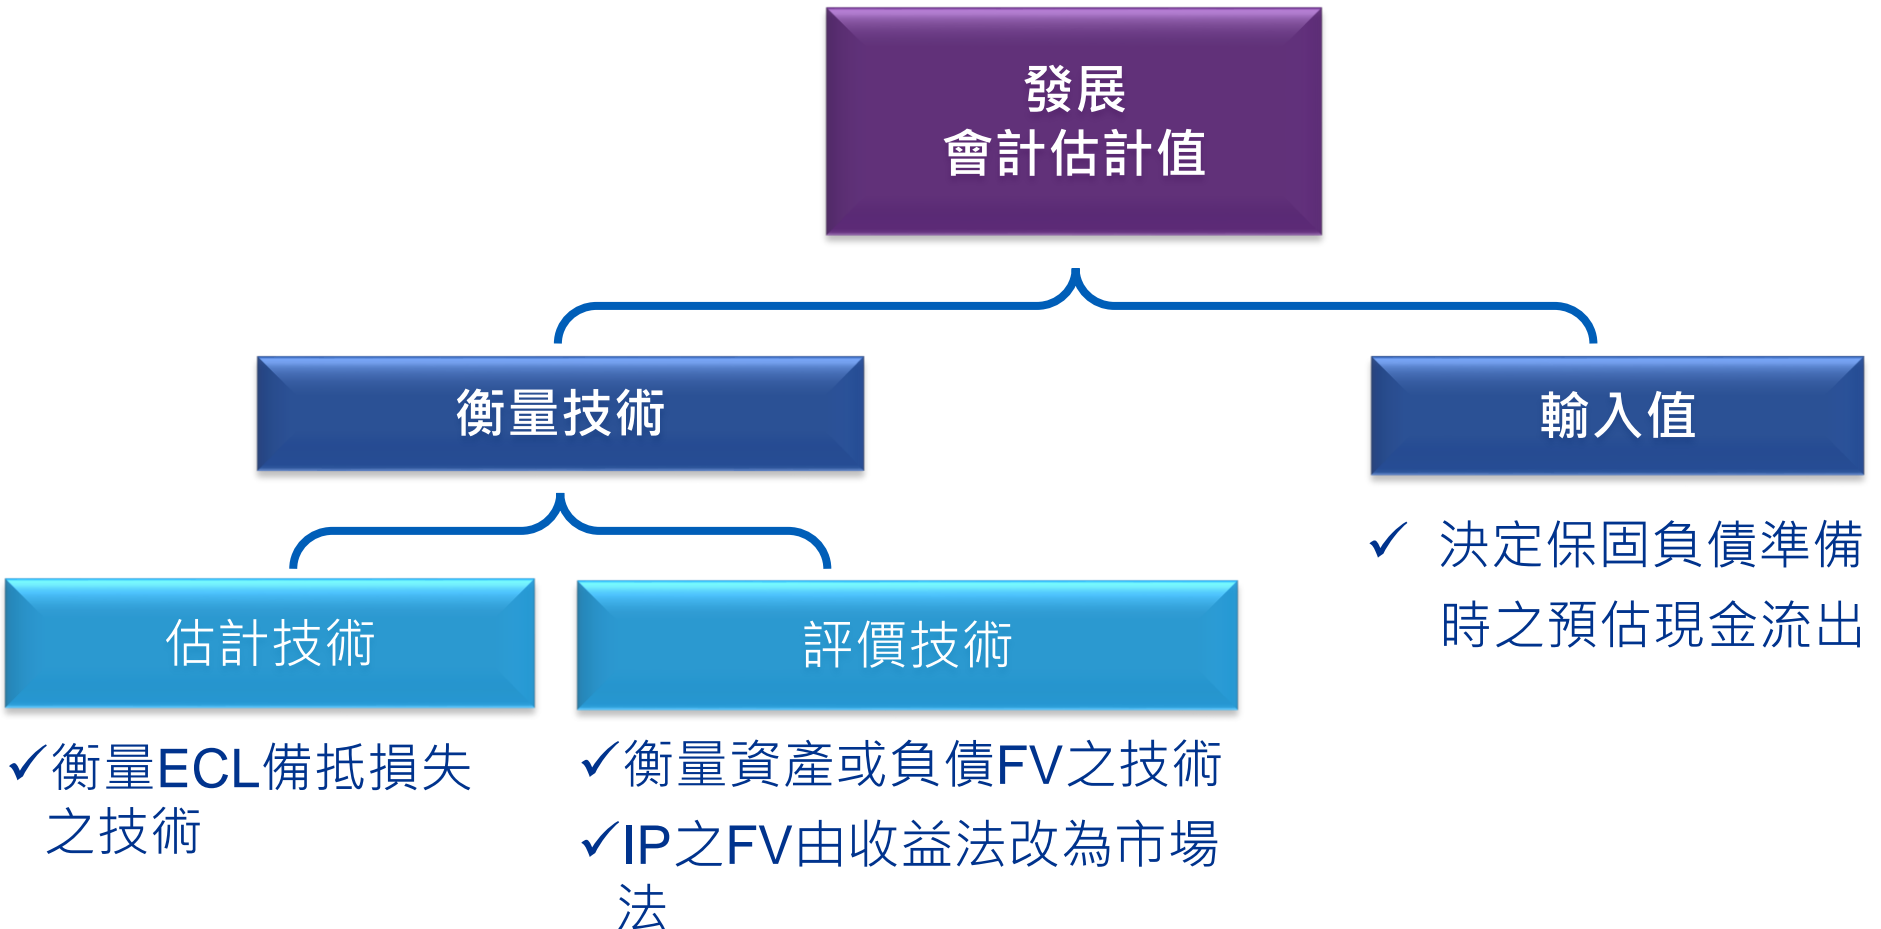 發展
會計估計值
衡量技術
輸入值
✓ 決定保固負債準備
時之預估現金流出
估計技術
評價技術
✓衡量ECL備抵損失
之技術
✓衡量資產或負債FV之技術
✓IP之FV由收益法改為市場
法